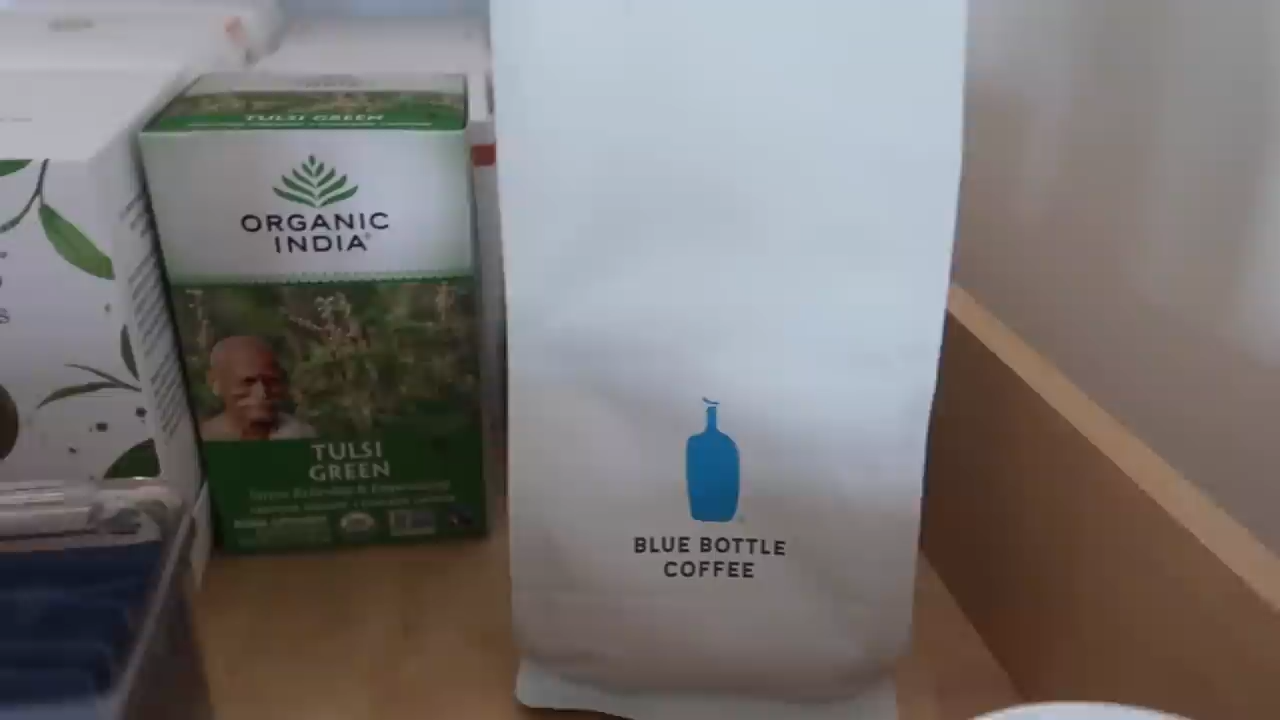 TULSI GREEN
ORGANIC
INDIA
TULSI
GREEN
BLUE BOTTLE
COFFEE